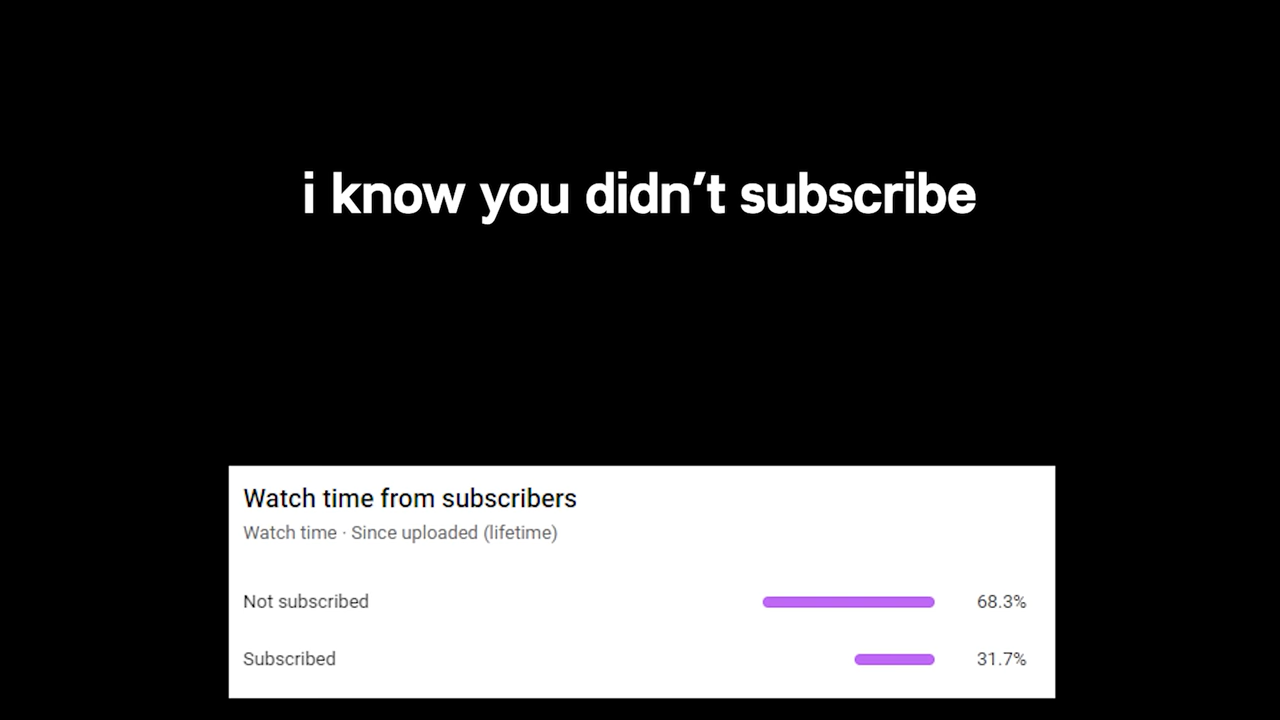 i know you didn’t subscribe
Watch time from subscribers
Watch time · Since uploaded (lifetime)
Not subscribed 68.3%
Subscribed 31.7%